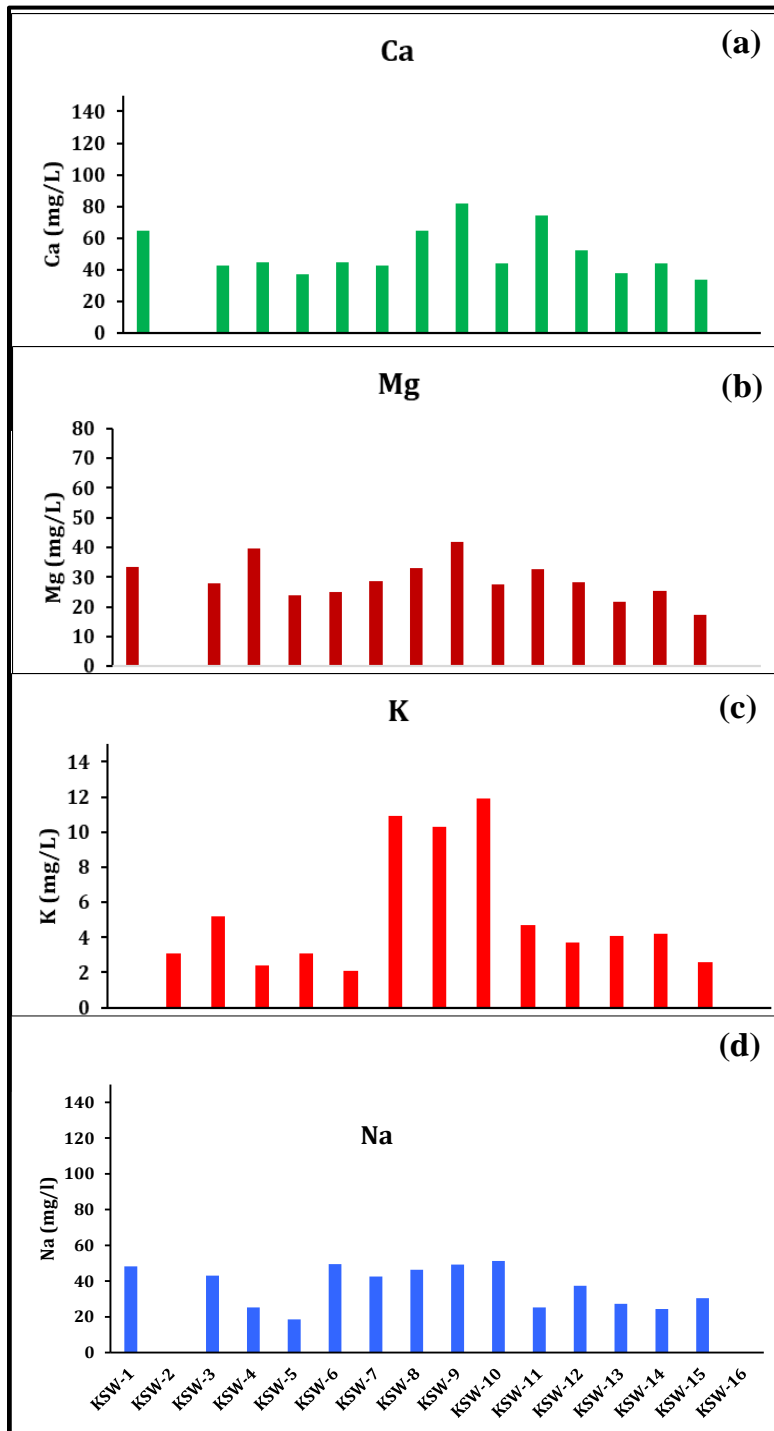 Ca
(a)
Ca (mg/L)
140
120
100
80
60
40
20
0
Mg
(b)
Mg (mg/L)
80
70
60
50
40
30
20
10
0
K
(c)
K (mg/L)
14
12
10
8
6
4
2
0
(d)
Na
Na (mg/l)
140
120
100
80
60
40
20
0
KSW-1
KSW-2
KSW-3
KSW-4
KSW-5
KSW-6
KSW-7
KSW-8
KSW-9
KSW-10
KSW-11
KSW-12
KSW-13
KSW-14
KSW-15
KSW-16